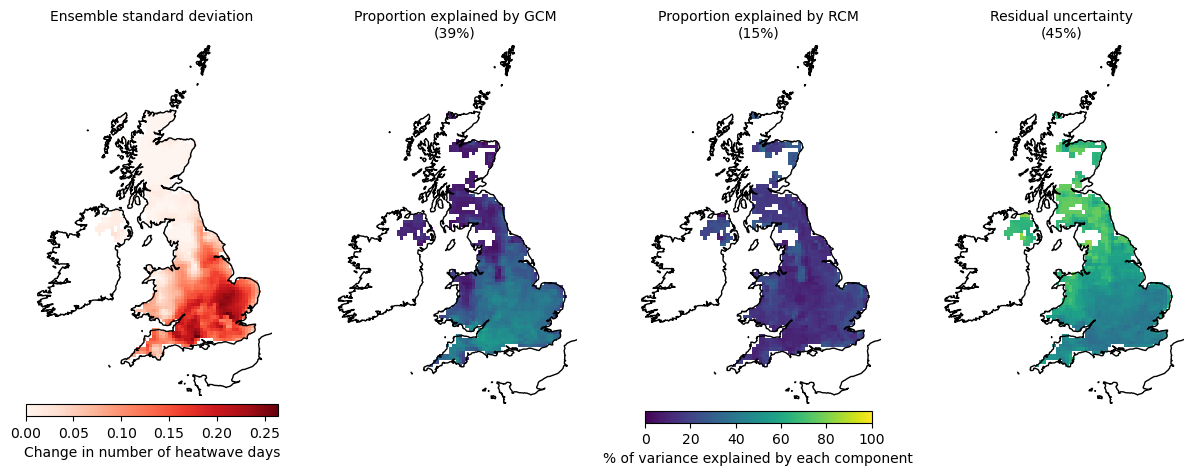 Ensemble standard deviation
Proportion explained by GCM
(39%)
Proportion explained by RCM
(15%)
Residual uncertainty
(45%)
0.00 0.05 0.10 0.15 0.20 0.25
Change in number of heatwave days
0 20 40 60 80 100
% of variance explained by each component